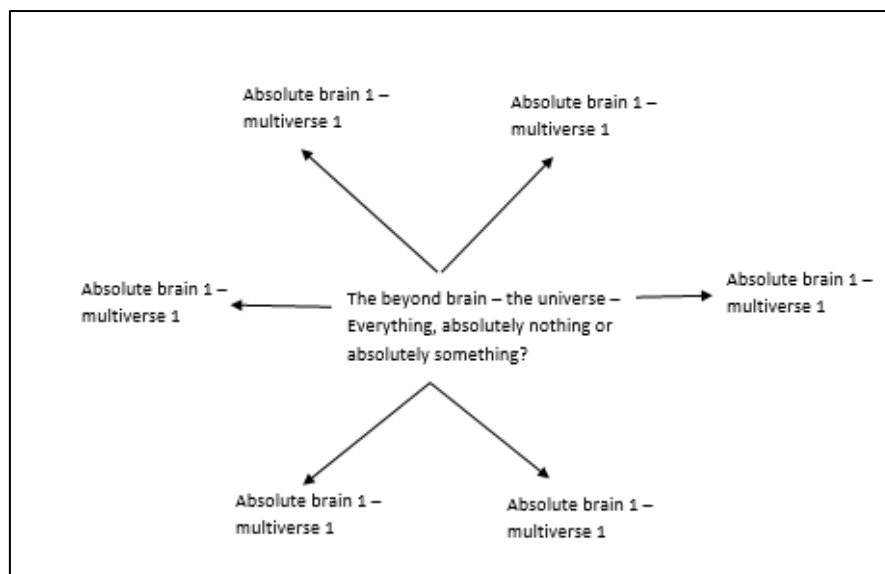 Absolute brain 1 –
multiverse 1
Absolute brain 1 –
multiverse 1
Absolute brain 1 –
multiverse 1
The beyond brain – the universe –
Everything, absolutely nothing or
absolutely something?
Absolute brain 1 –
multiverse 1
Absolute brain 1 –
multiverse 1
Absolute brain 1 –
multiverse 1